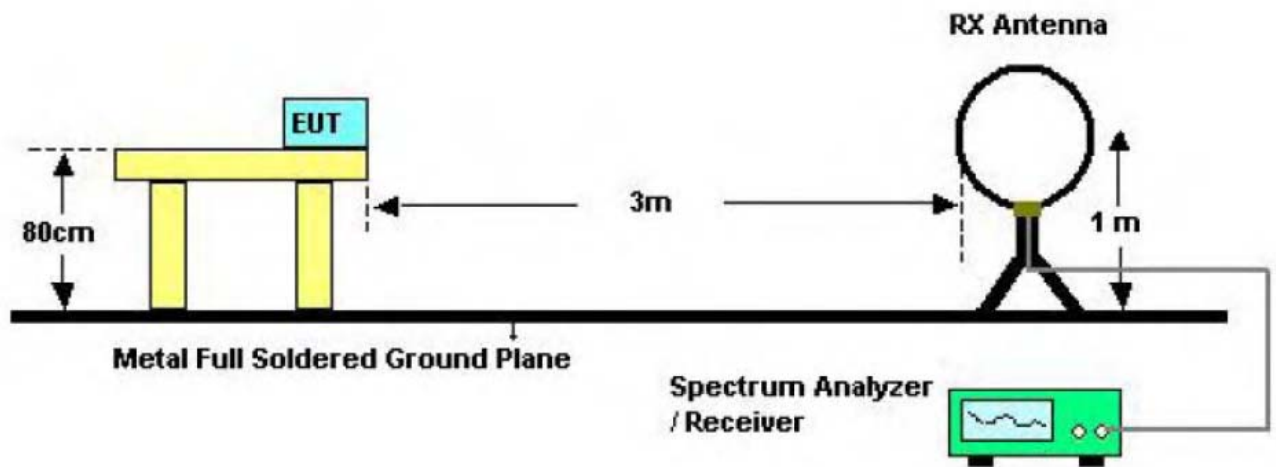 RX Antenna
EUT
3m
80cm
1 m
Metal Full Soldered Ground Plane
Spectrum Analyzer
/ Receiver